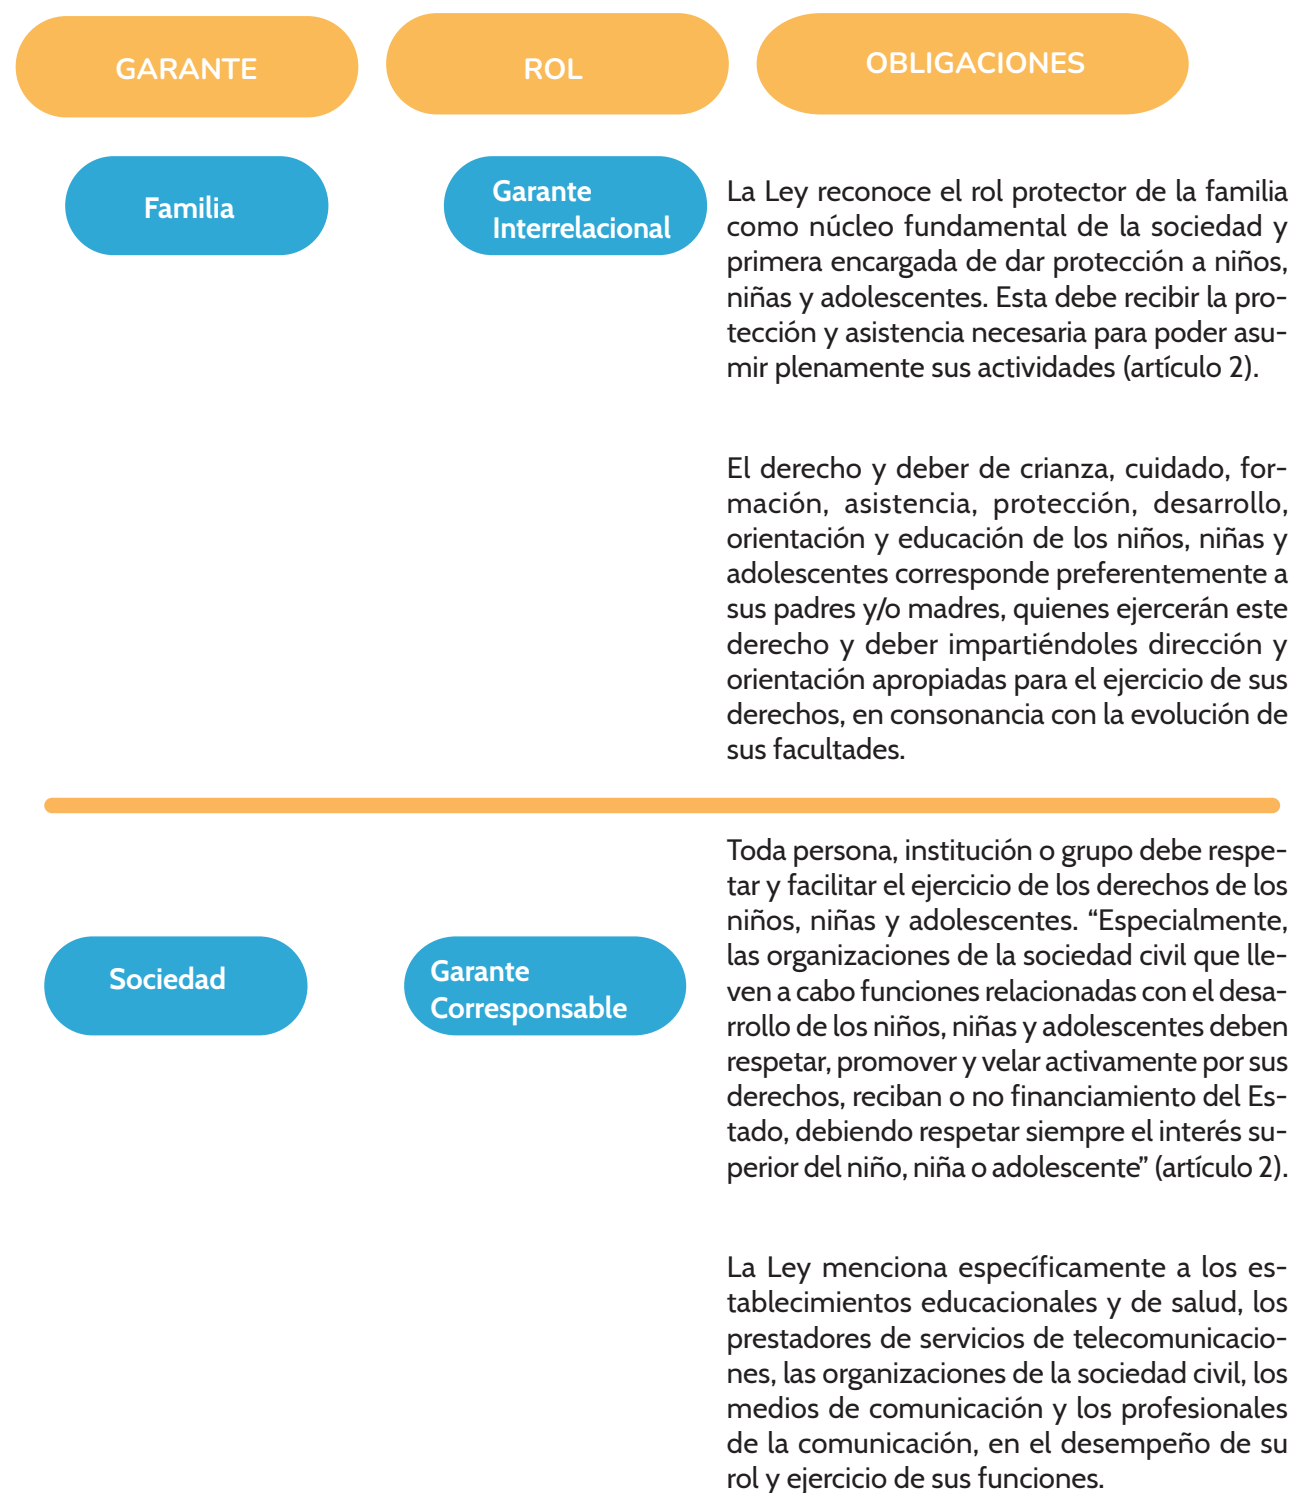 GARANTE
ROL
OBLIGACIONES
Familia
Garante
Interrelacional
La Ley reconoce el rol protector de la familia
como núcleo fundamental de la sociedad y
primera encargada de dar protección a niños,
niñas y adolescentes. Esta debe recibir la pro-
tección y asistencia necesaria para poder asu-
mir plenamente sus actividades (artículo 2).
El derecho y deber de crianza, cuidado, for-
mación, asistencia, protección, desarrollo,
orientación y educación de los niños, niñas y
adolescentes corresponde preferentemente a
sus padres y/o madres, quienes ejercerán este
derecho y deber impartiéndoles dirección y
orientación apropiadas para el ejercicio de sus
derechos, en consonancia con la evolución de
sus facultades.
Sociedad
Garante
Corresponsable
Toda persona, institución o grupo debe respe-
tar y facilitar el ejercicio de los derechos de los
niños, niñas y adolescentes. “Especialmente,
las organizaciones de la sociedad civil que lle-
ven a cabo funciones relacionadas con el desa-
rrollo de los niños, niñas y adolescentes deben
respetar, promover y velar activamente por sus
derechos, reciban o no financiamiento del Es-
tado, debiendo respetar siempre el interés su-
perior del niño, niña o adolescente” (artículo 2).
La Ley menciona específicamente a los es-
tablecimientos educacionales y de salud, los
prestadores de servicios de telecomunicacio-
nes, las organizaciones de la sociedad civil, los
medios de comunicación y los profesionales
de la comunicación, en el desempeño de su
rol y ejercicio de sus funciones.